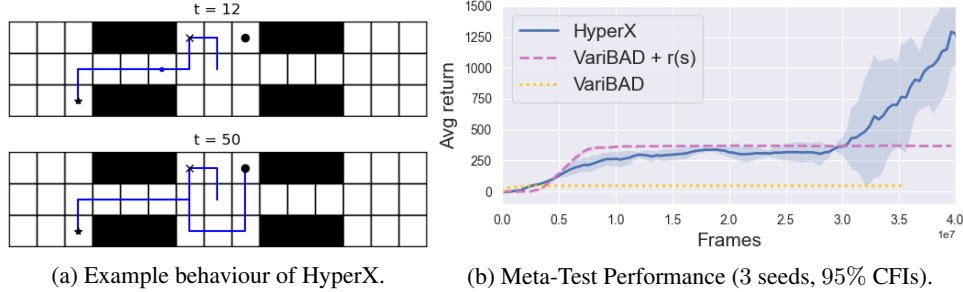 t = 12
t = 50
(a) Example behaviour of HyperX.
1500
1250
1000
750
500
250
0
Avg return
HyperX
VariBAD + r(s)
VariBAD
0.0 0.5 1.0 1.5 2.0 2.5 3.0 3.5 4.0
1e7
Frames
(b) Meta-Test Performance (3 seeds, 95% CFIs).